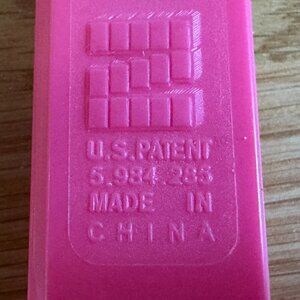 U.S. PATENT
5.984.285
MADE IN
CHINA